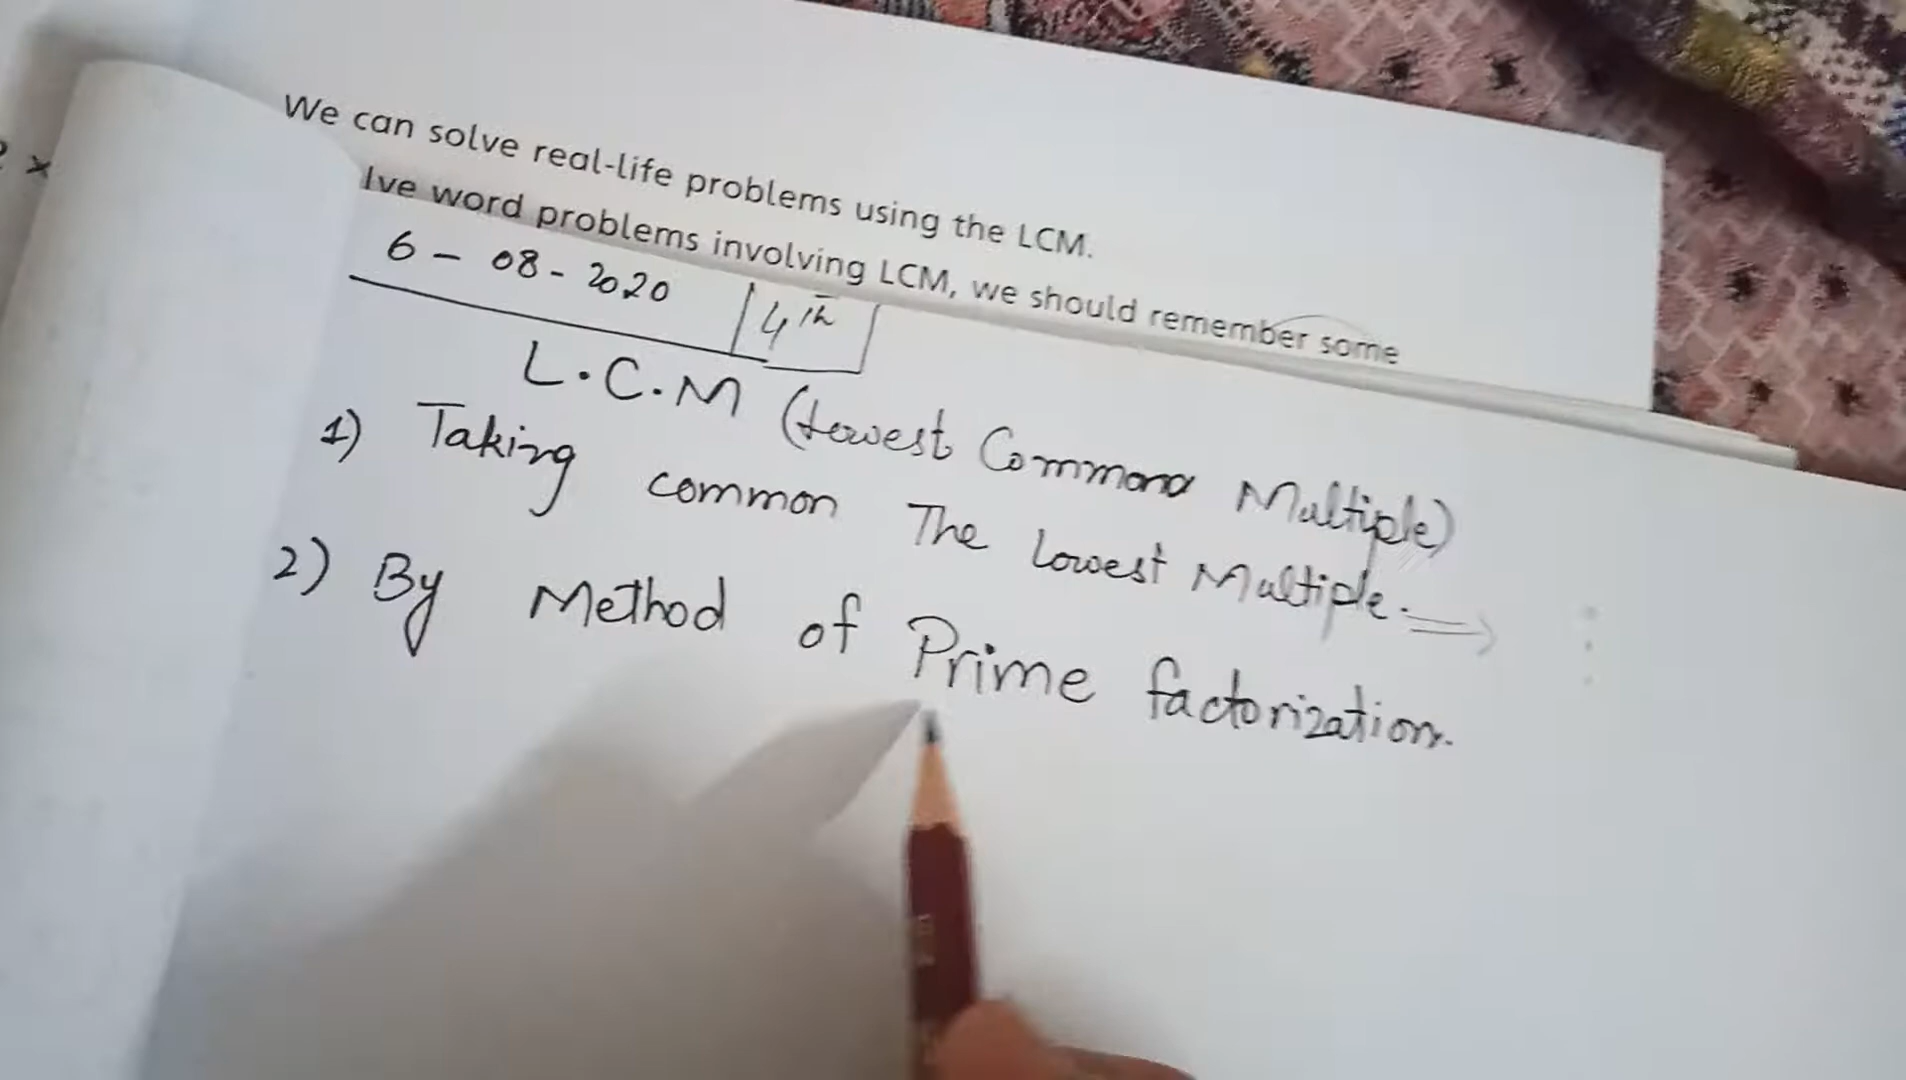 We can solve real-life problems using the LCM.
lve word problems involving LCM, we should remember some
6 - 08 - 2020
4th
L.C.M (Lowest Common Multiple)
1) Taking common The Lowest Multiple. ⇒
2) By Method of Prime factorization.